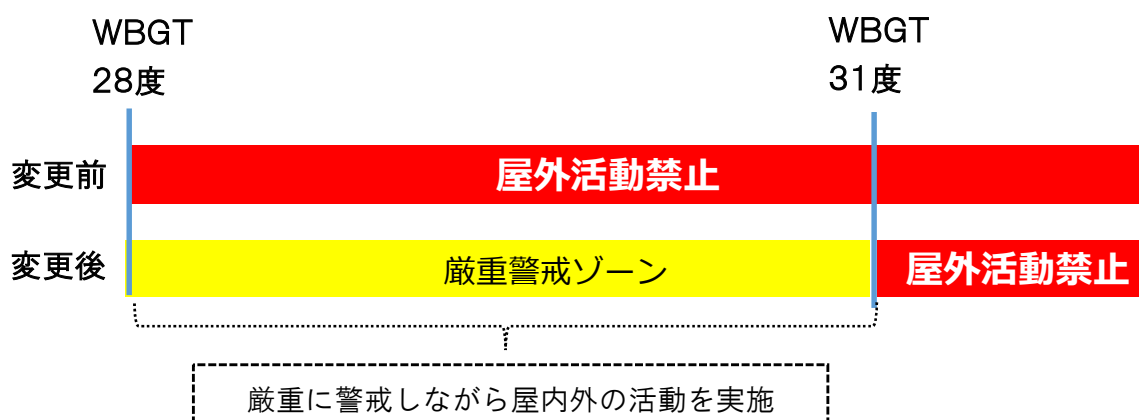 WBGT
28度
WBGT
31度
変更前
屋外活動禁止
変更後
厳重警戒ゾーン
屋外活動禁止
厳重に警戒しながら屋内外の活動を実施